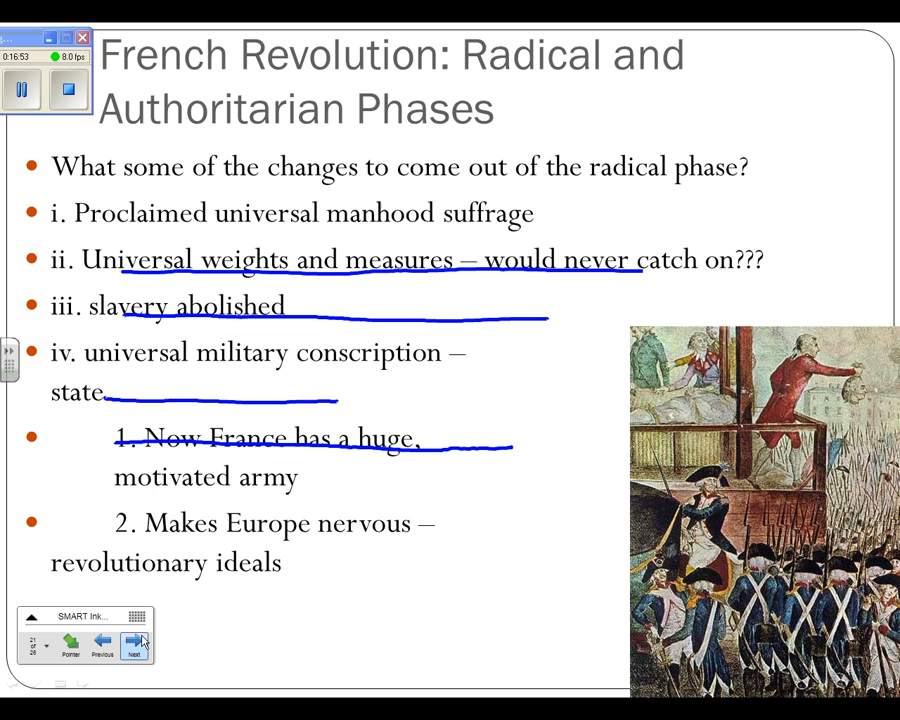 ...
0:16:53 8.0 fps
French Revolution: Radical and
Authoritarian Phases
What some of the changes to come out of the radical phase?
i. Proclaimed universal manhood suffrage
ii. Universal weights and measures – would never catch on???
iii. slavery abolished
iv. universal military conscription –
state
1. Now France has a huge,
motivated army
2. Makes Europe nervous –
revolutionary ideals
SMART Ink...
21
of
26
Pointer Previous Next